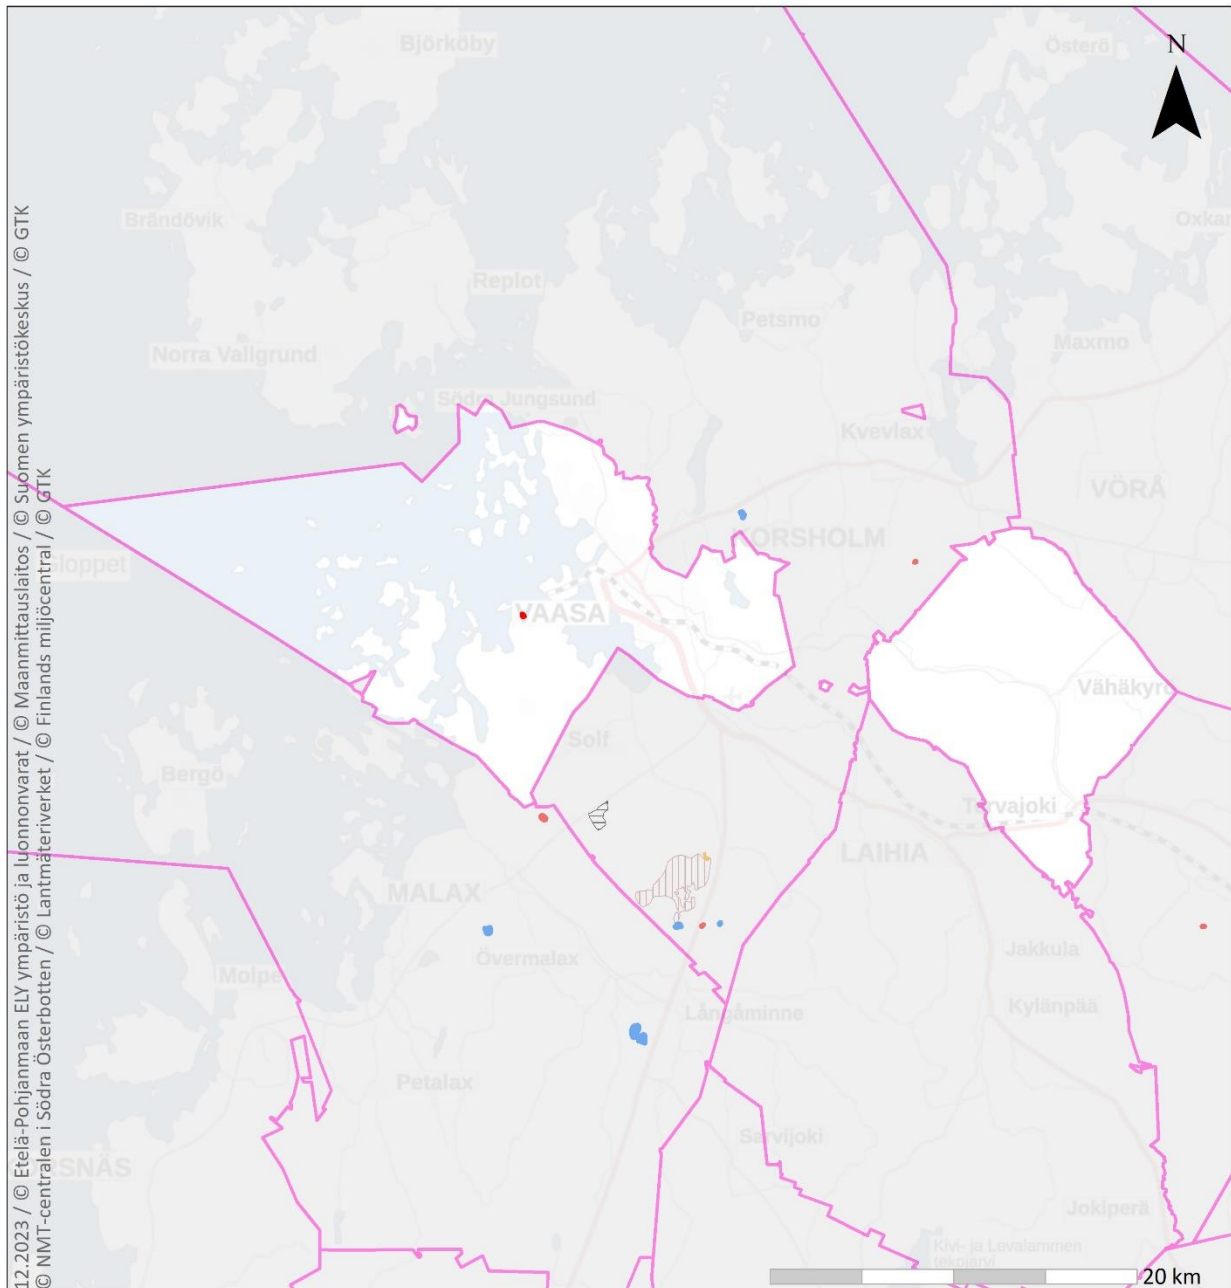 Björköby
Österö
N
Brändövik
Replot
Petsmo
Maxmo
Norra Vallgrund
Södra Jungsund
Kvevlax
VÖRÅ
KORSHOLM
Gloppet
VAASA
Vähäkyrö
Solf
Bergö
Tervajoki
LAIHIA
MALAX
Övermalax
Jakkula
Molpe
Långåminne
Kylänpää
Petalax
Sarvijoki
KORSNÄS
Jokiperä
Kivi- ja Levalammen
tekojärvi
20 km
12.2023 / © Etelä-Pohjanmaan ELY ympäristö ja luonnonvarat / © Maanmittauslaitos / © Suomen ympäristökeskus / © GTK
© NMT-centralen i Södra Österbotten / © Lantmäteriverket / © Finlands miljöcentral / © GTK